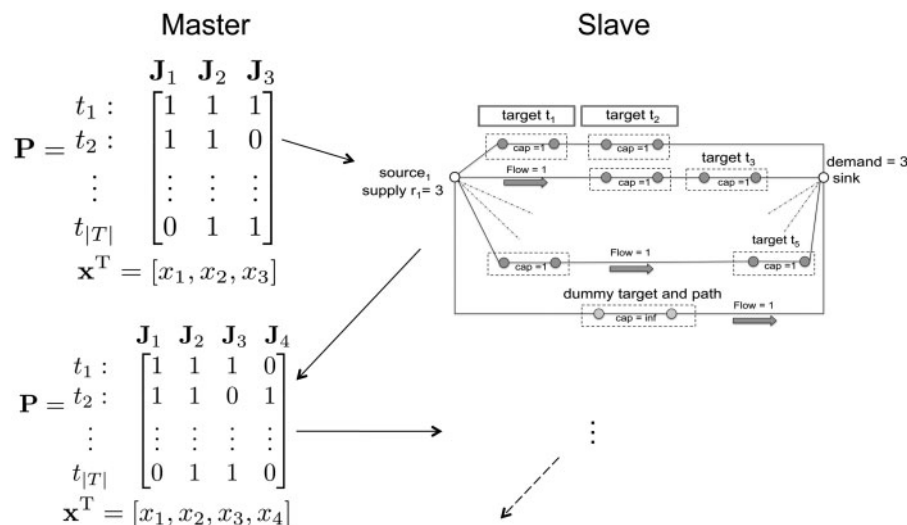 Master
Slave
J₁ J₂ J₃
t₁ : 1 1 1
P = t₂ : 1 1 0
⋮ ⋮ ⋮ ⋮
t|T| 0 1 1
xᵀ = [x₁, x₂, x₃]
target t₁ target t₂
cap =1 cap =1
source₁
supply r₁= 3
Flow = 1
cap =1
target t₃
cap =1
demand = 3
sink
cap =1
Flow = 1
target t₅
cap =1
dummy target and path
cap = inf
Flow = 1
J₁ J₂ J₃ J₄
t₁ : 1 1 1 0
P = t₂ : 1 1 0 1
⋮ ⋮ ⋮ ⋮ ⋮
t|T| 0 1 1 0
xᵀ = [x₁, x₂, x₃, x₄]
⋮